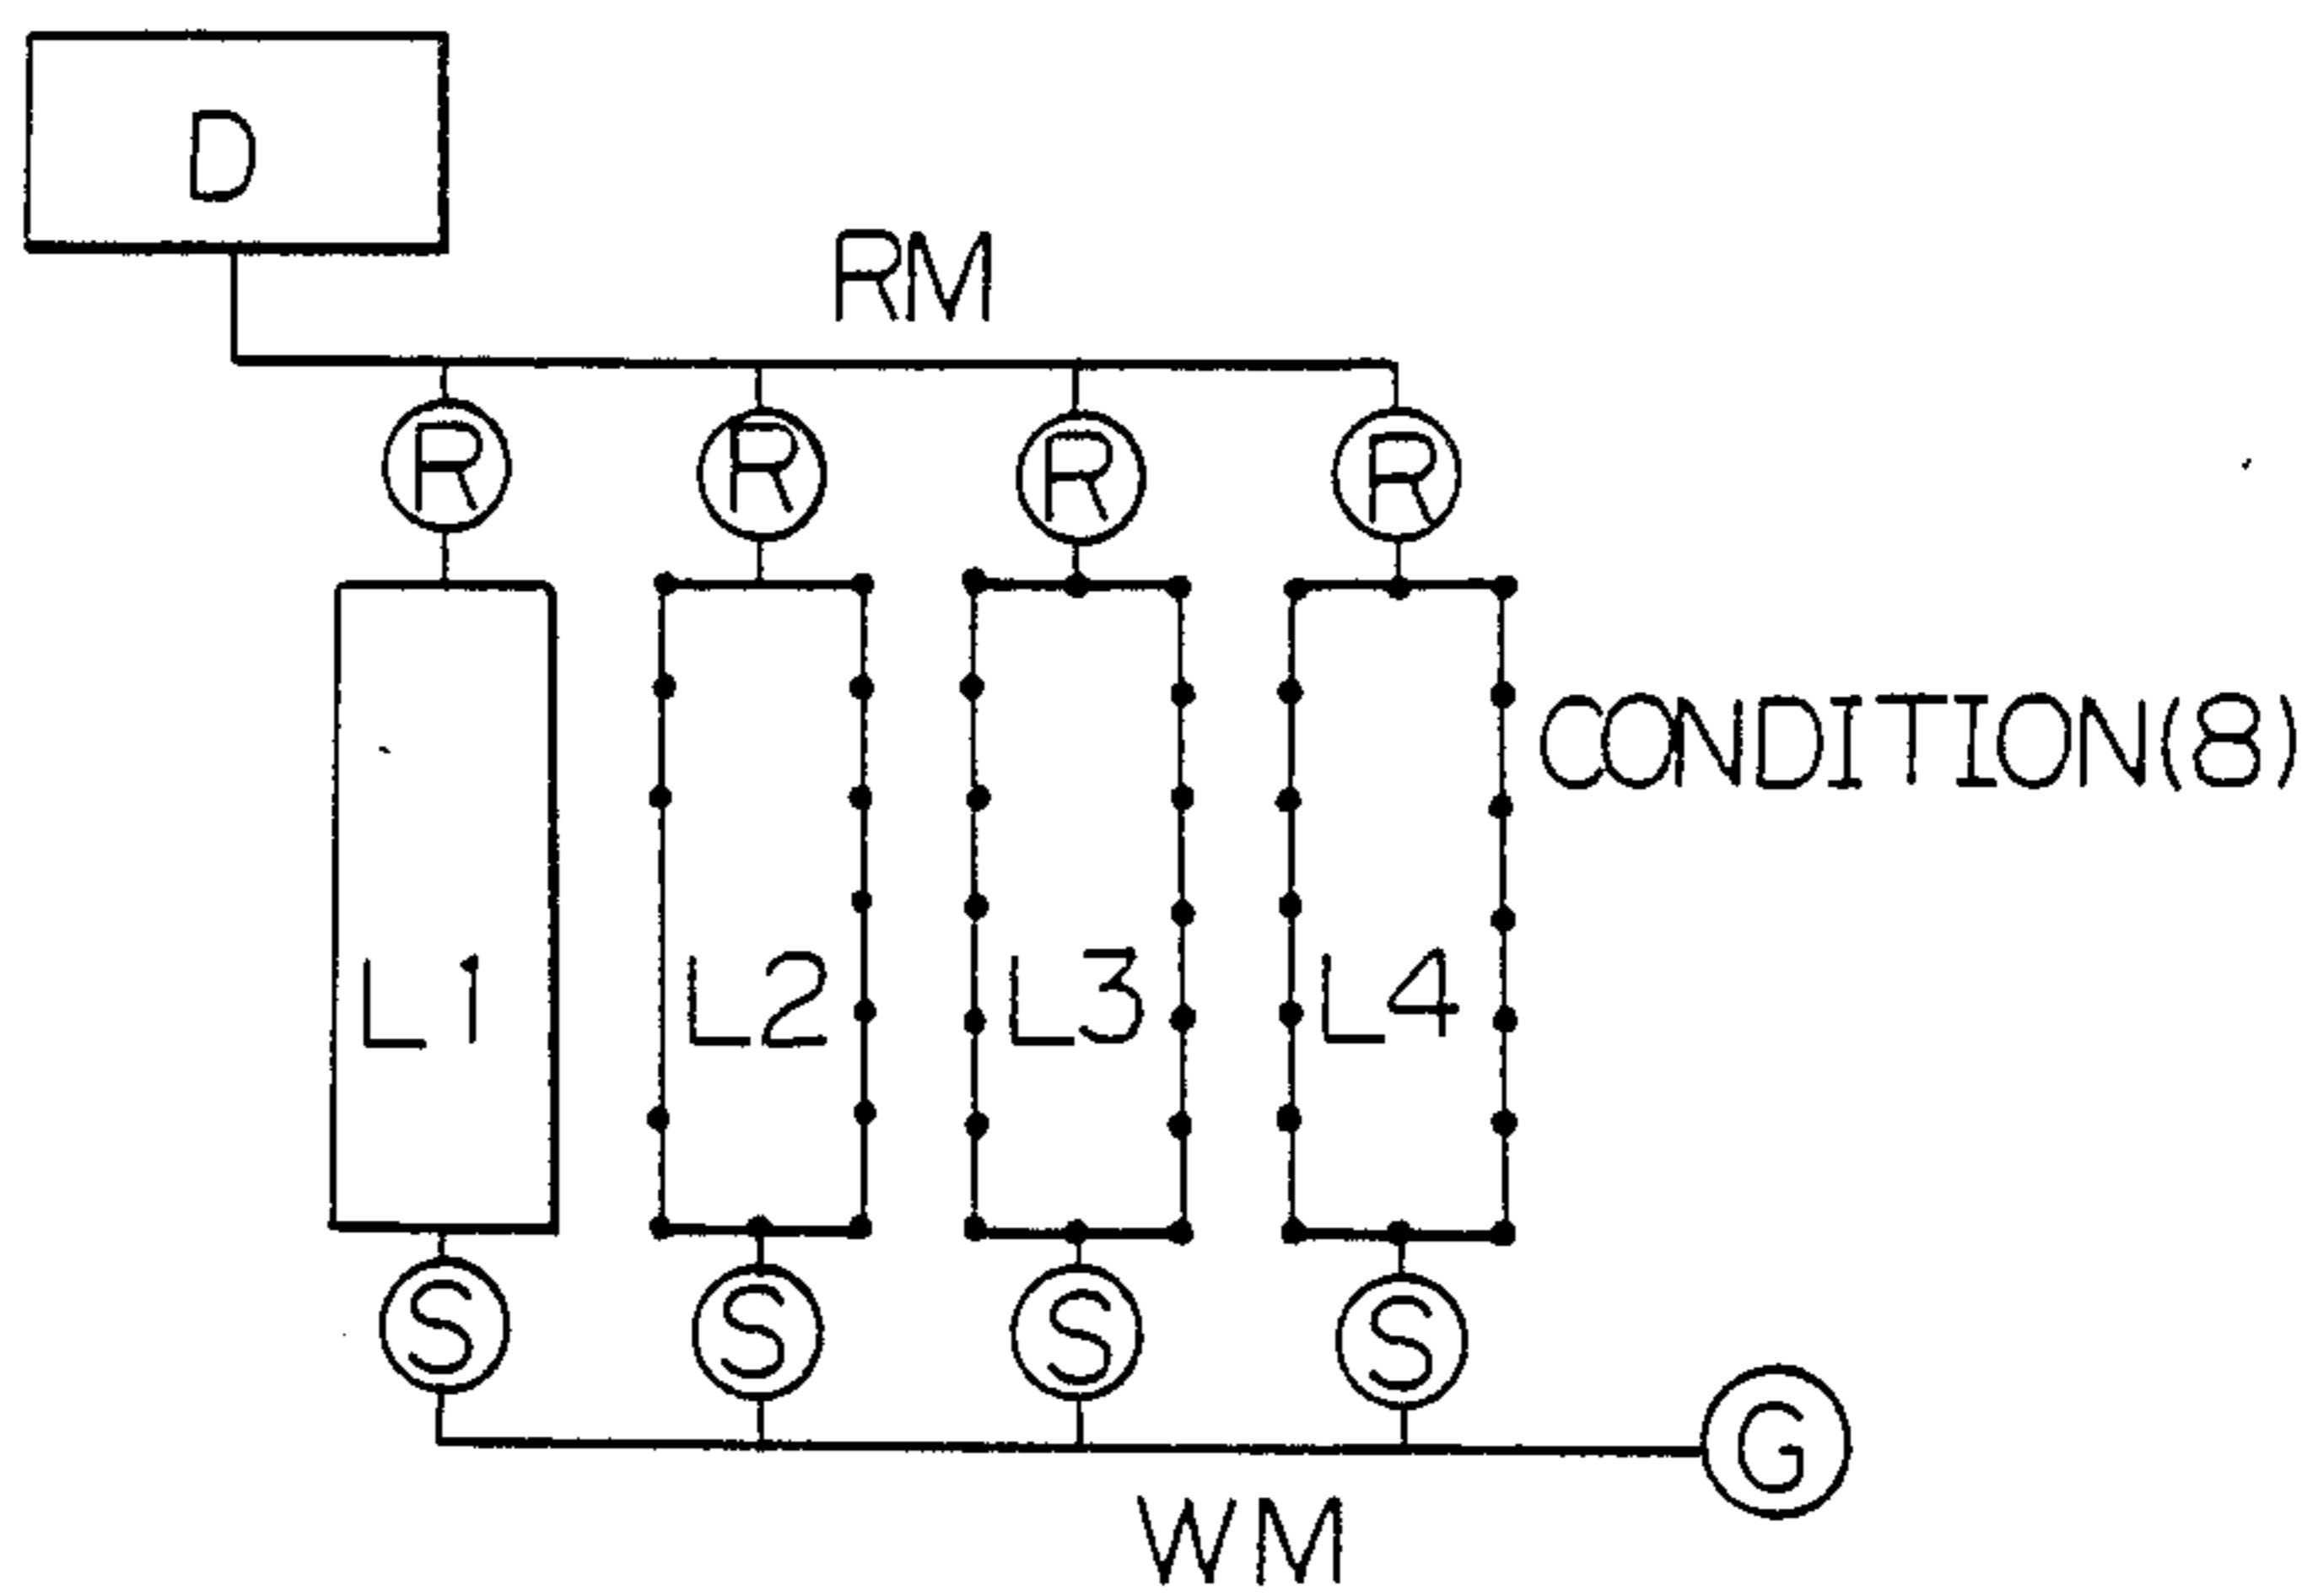 D
RM
R R R R
CONDITION(8)
L1 L2 L3 L4
S S S S
G
WM